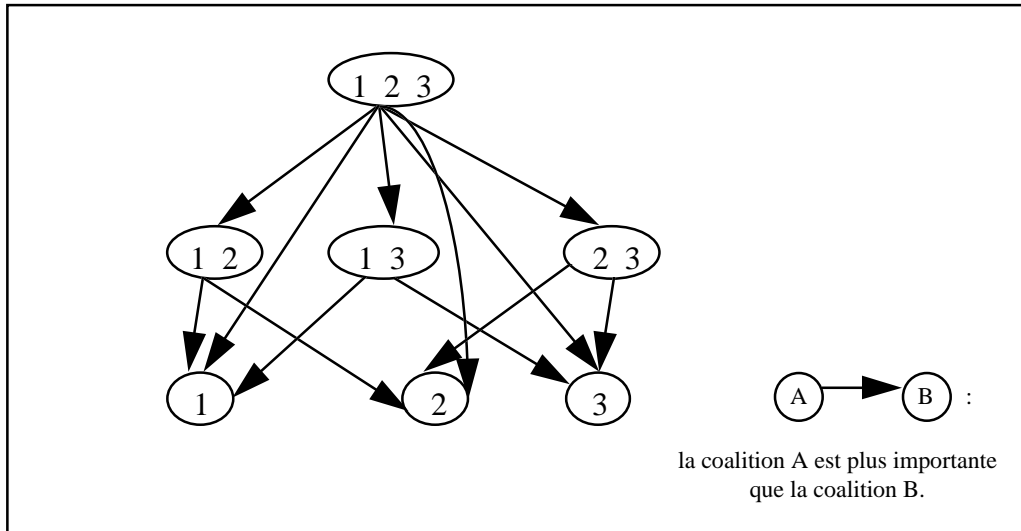 1 2 3
1 2
1 3
2 3
1
2
3
A B :
la coalition A est plus importante
que la coalition B.